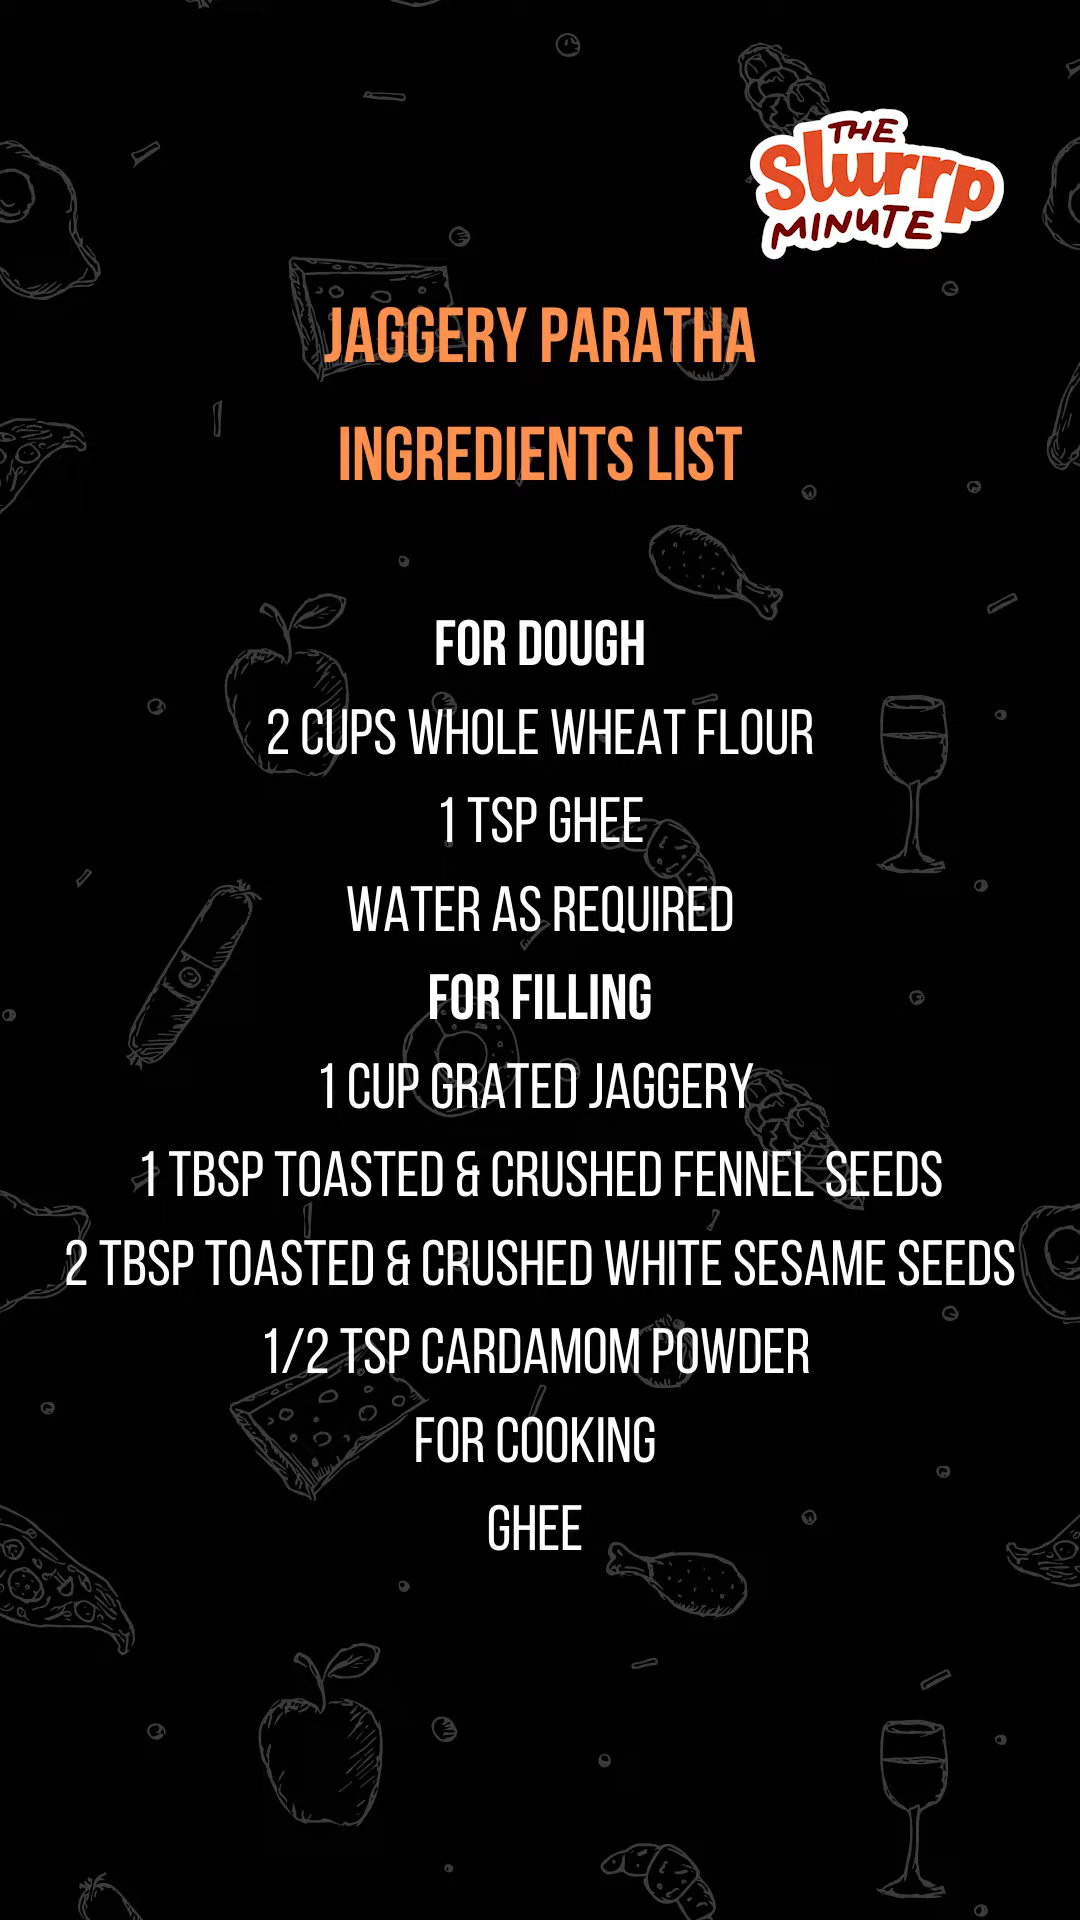 THE
Slurrp
MINUTE
JAGGERY PARATHA
INGREDIENTS LIST
FOR DOUGH
2 CUPS WHOLE WHEAT FLOUR
1 TSP GHEE
WATER AS REQUIRED
FOR FILLING
1 CUP GRATED JAGGERY
1 TBSP TOASTED & CRUSHED FENNEL SEEDS
2 TBSP TOASTED & CRUSHED WHITE SESAME SEEDS
1/2 TSP CARDAMOM POWDER
FOR COOKING
GHEE